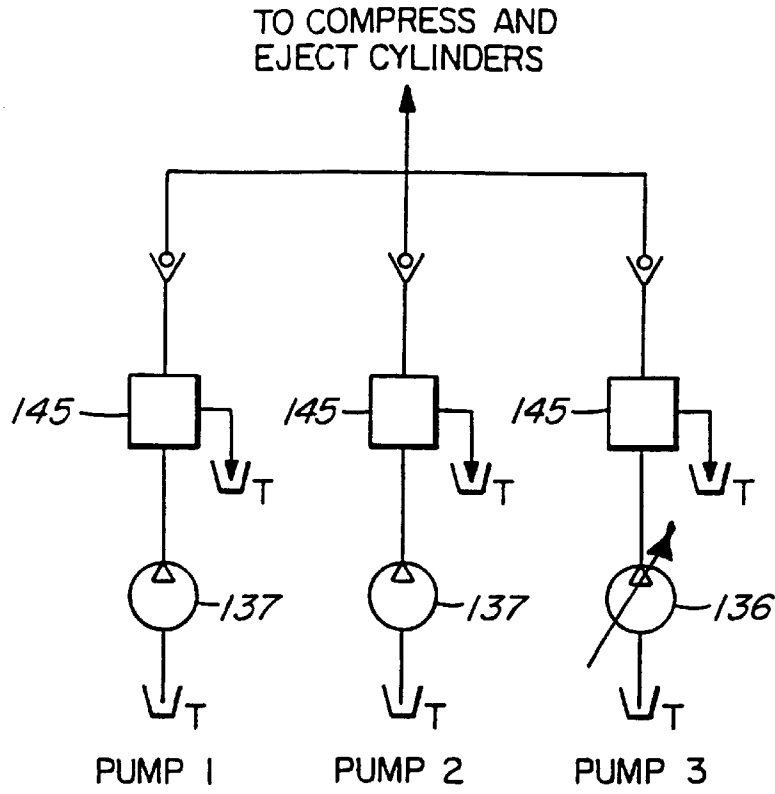 TO COMPRESS AND
EJECT CYLINDERS
145
145
145
T
T
T
137
137
136
T
T
T
PUMP 1
PUMP 2
PUMP 3